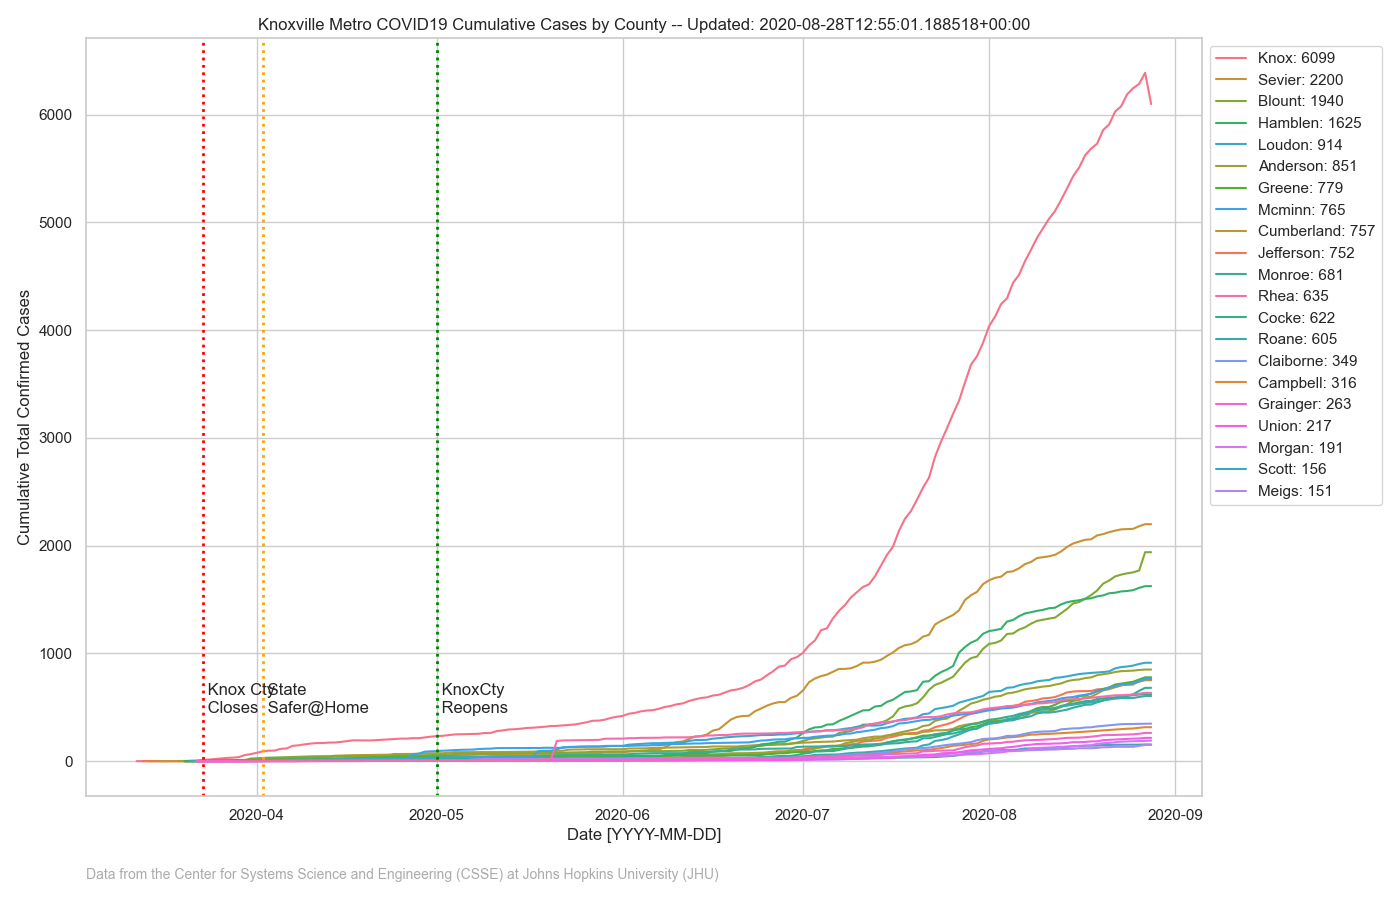 Knoxville Metro COVID19 Cumulative Cases by County -- Updated: 2020-08-28T12:55:01.188518+00:00
Cumulative Total Confirmed Cases
6000
5000
4000
3000
2000
1000
0
Knox Cty
Closes
State
Safer@Home
KnoxCty
Reopens
2020-04
2020-05
2020-06
2020-07
2020-08
2020-09
Date [YYYY-MM-DD]
Knox: 6099
Sevier: 2200
Blount: 1940
Hamblen: 1625
Loudon: 914
Anderson: 851
Greene: 779
Mcminn: 765
Cumberland: 757
Jefferson: 752
Monroe: 681
Rhea: 635
Cocke: 622
Roane: 605
Claiborne: 349
Campbell: 316
Grainger: 263
Union: 217
Morgan: 191
Scott: 156
Meigs: 151
Data from the Center for Systems Science and Engineering (CSSE) at Johns Hopkins University (JHU)